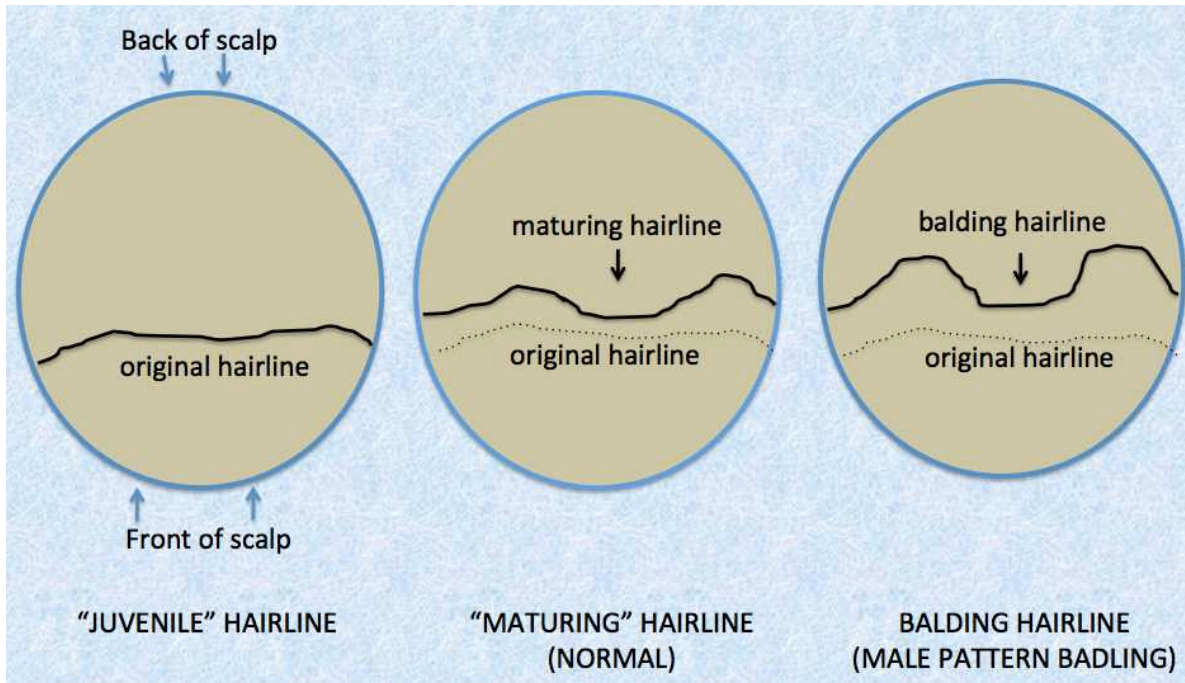 Back of scalp
original hairline
Front of scalp
“JUVENILE” HAIRLINE
maturing hairline
original hairline
“MATURING” HAIRLINE
(NORMAL)
balding hairline
original hairline
BALDING HAIRLINE
(MALE PATTERN BADLING)